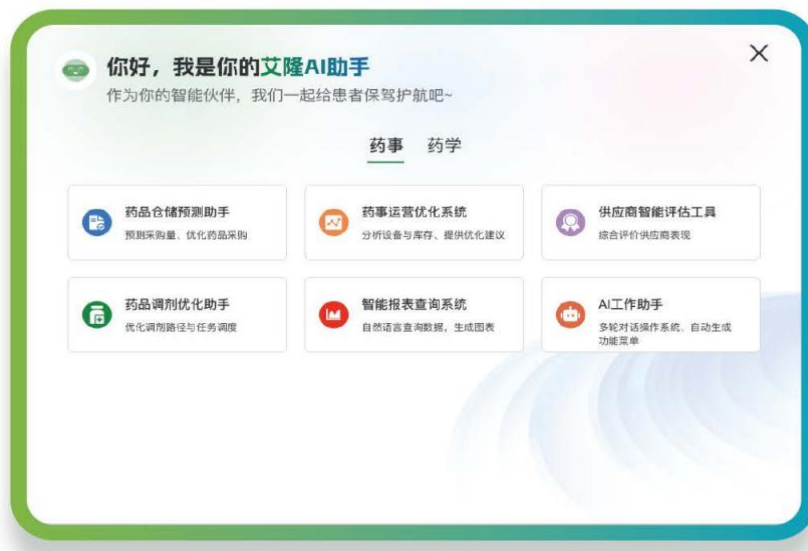 你好，我是你的艾隆AI助手
作为你的智能伙伴，我们一起给患者保驾护航吧~
药事 药学
药品仓储预测助手
预测采购量、优化药品采购
药事运营优化系统
分析设备与库存、提供优化建议
供应商智能评估工具
综合评价供应商表现
药品调剂优化助手
优化调剂路径与任务调度
智能报表查询系统
自然语言查询数据，生成图表
AI工作助手
多轮对话操作系统、自动生成
功能菜单